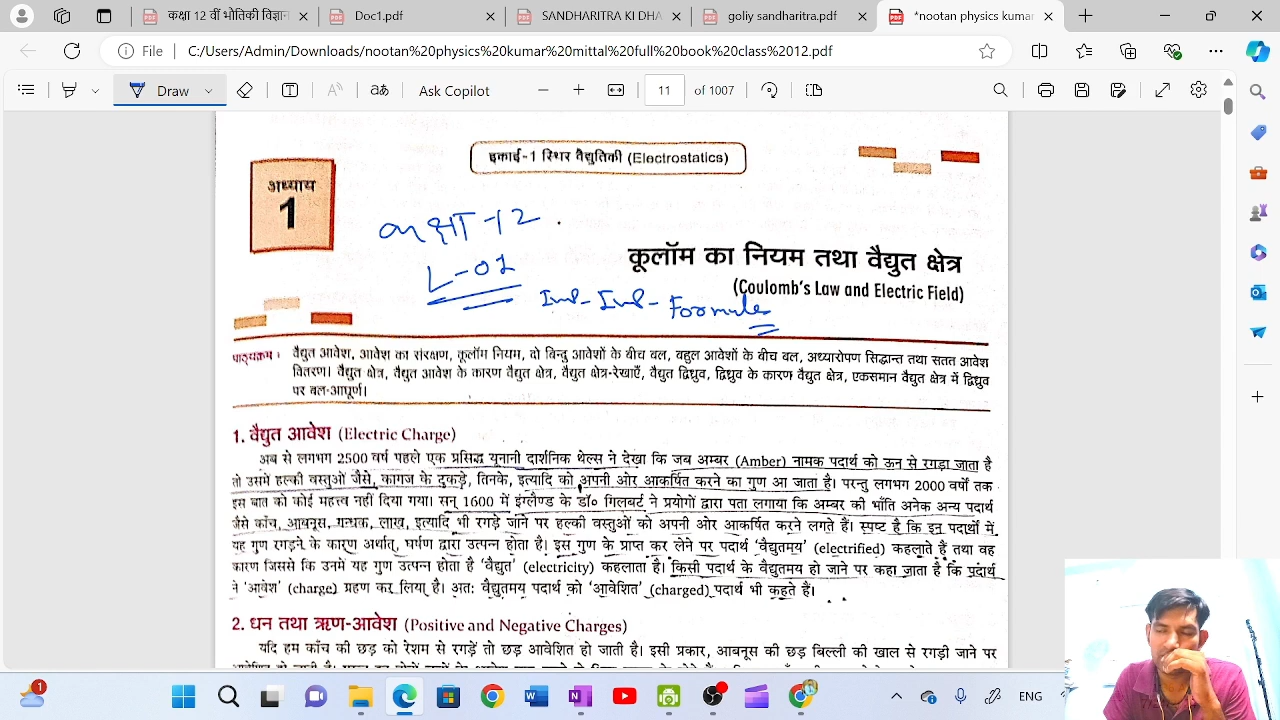 कक्षा 12 वीं भौतिकी विज्ञान
Doc1.pdf
SANDHARITRA KI DHA
goliy sandharitra.pdf
*nootan physics kumar
File
C:/Users/Admin/Downloads/nootan%20physics%20kumar%20mittal%20full%20book%20class%2012.pdf
Draw
Ask Copilot
11
of 1007
इकाई-1 स्थिर वैद्युतिकी (Electrostatics)
अध्याय
1
कक्षा -12
L-01
Imp- Imp- Formula
कूलॉम का नियम तथा वैद्युत क्षेत्र
(Coulomb's Law and Electric Field)
पाठ्यक्रम : वैद्युत आवेश, आवेश का संरक्षण, कूलॉम नियम, दो बिन्दु आवेशों के बीच बल, बहुल आवेशों के बीच बल, अध्यारोपण सिद्धान्त तथा सतत आवेश
वितरण। वैद्युत क्षेत्र, वैद्युत आवेश के कारण वैद्युत क्षेत्र, वैद्युत क्षेत्र-रेखाएँ, वैद्युत द्विध्रुव, द्विध्रुव के कारण वैद्युत क्षेत्र, एकसमान वैद्युत क्षेत्र में द्विध्रुव
पर बल-आघूर्ण।
1. वैद्युत आवेश (Electric Charge)
अब से लगभग 2500 वर्ष पहले एक प्रसिद्ध यूनानी दार्शनिक थेल्स ने देखा कि जब अम्बर (Amber) नामक पदार्थ को ऊन से रगड़ा जाता है
तो उसमें हल्की वस्तुओं जैसे, कागज के टुकड़े, तिनके, इत्यादि को अपनी ओर आकर्षित करने का गुण आ जाता है। परन्तु लगभग 2000 वर्षों तक
इस बात को कोई महत्त्व नहीं दिया गया। सन् 1600 में इंग्लैण्ड के डॉ० गिलबर्ट ने प्रयोगों द्वारा पता लगाया कि अम्बर की भाँति अनेक अन्य पदार्थ
जैसे काँच, आबनूस, गन्धक, लाख, इत्यादि भी रगड़े जाने पर हल्की वस्तुओं को अपनी ओर आकर्षित करने लगते हैं। स्पष्ट है कि इन पदार्थों में
यह गुण रगड़ने के कारण अर्थात्, घर्षण द्वारा उत्पन्न होता है। इस गुण के प्राप्त कर लेने पर पदार्थ 'वैद्युतमय' (electrified) कहलाते हैं तथा वह
कारण जिससे कि उनमें यह गुण उत्पन्न होता है 'वैद्युत' (electricity) कहलाता है। किसी पदार्थ के वैद्युतमय हो जाने पर कहा जाता है कि पदार्थ
ने 'आवेश' (charge) ग्रहण कर लिया है। अतः वैद्युतमय पदार्थ को 'आवेशित' (charged) पदार्थ भी कहते हैं।
2. धन तथा ऋण-आवेश (Positive and Negative Charges)
यदि हम काँच की छड़ को रेशम से रगड़ें तो छड़ आवेशित हो जाती है। इसी प्रकार, आबनूस की छड़ बिल्ली की खाल से रगड़ी जाने पर
1
ENG